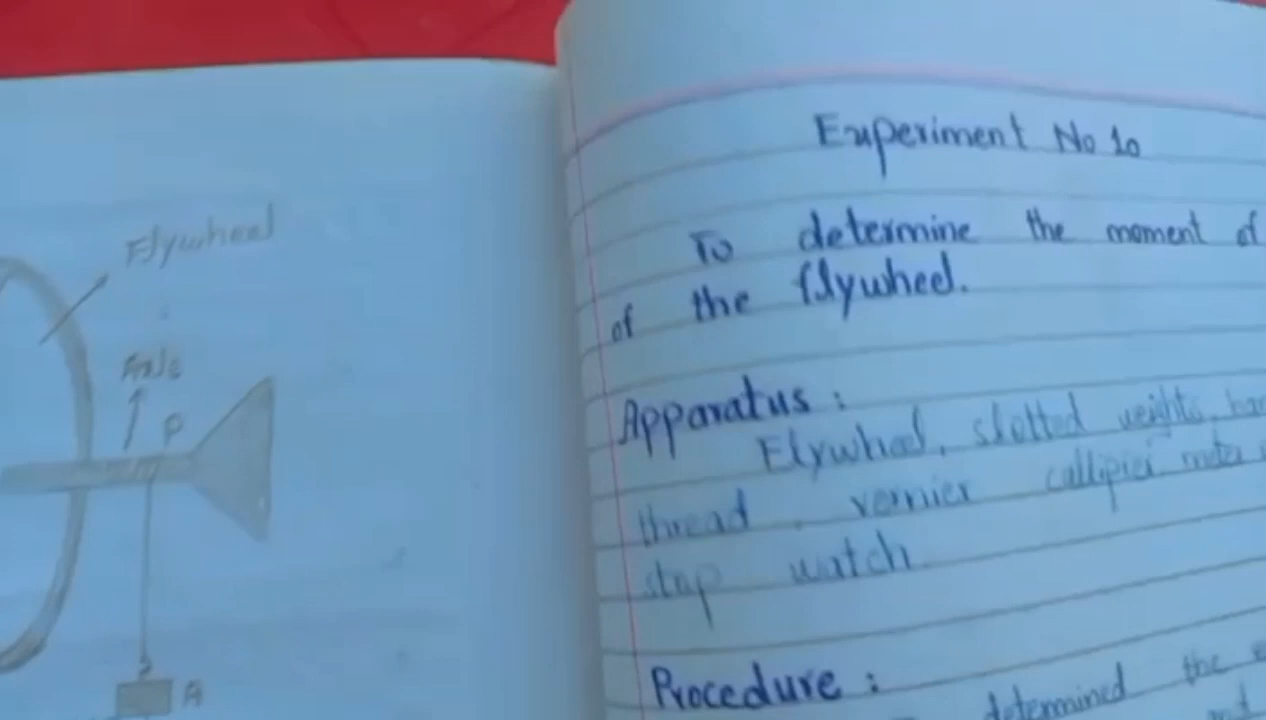 Flywheel
Axle
P
A
Experiment No 10
To determine the moment of
of the flywheel.
Apparatus :
Flywheel, slotted weights,
thread, vernier
stop watch
Procedure :
determined the